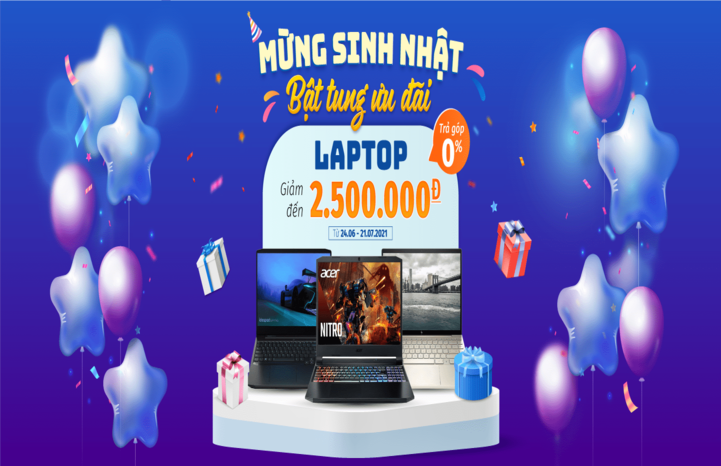 MỪNG SINH NHẬT
Bật tung ưu đãi
Trả góp
0%
LAPTOP
Giảm
đến
2.500.000Đ
Từ 24.06 - 21.07.2021
acer
NITRO